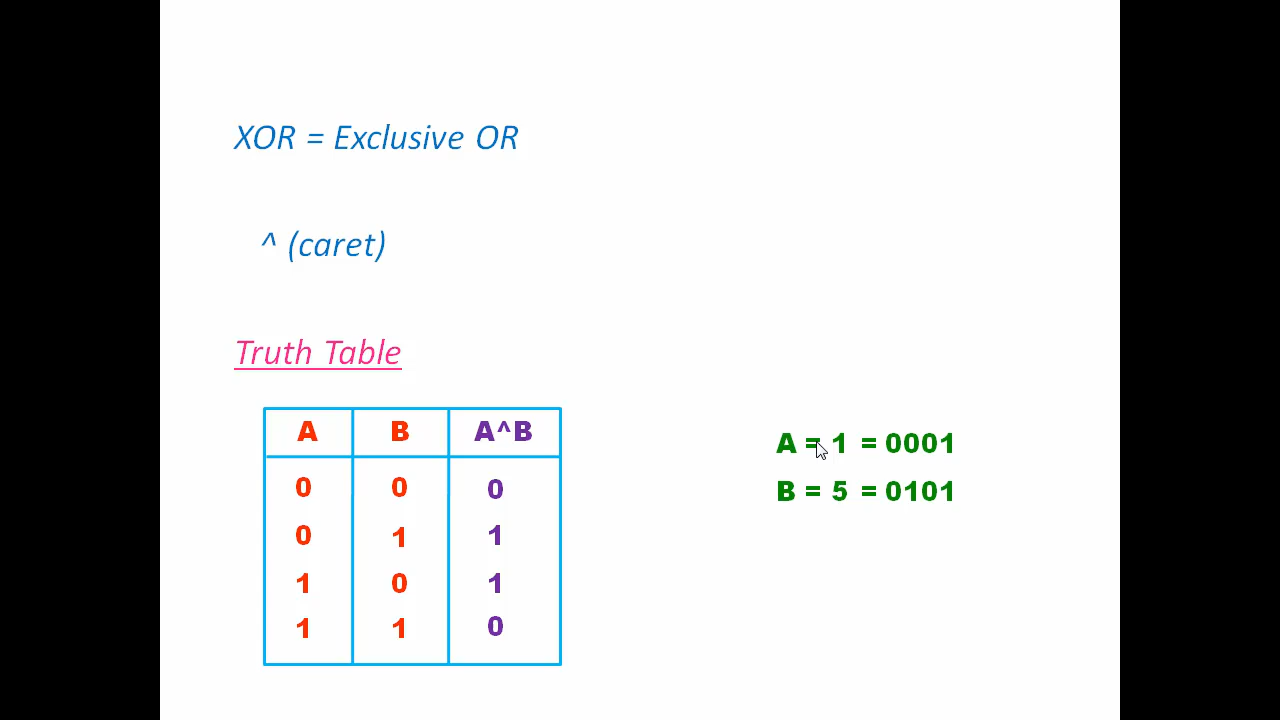 XOR = Exclusive OR
^ (caret)
Truth Table
A B A^B
0 0 0
0 1 1
1 0 1
1 1 0
A = 1 = 0001
B = 5 = 0101